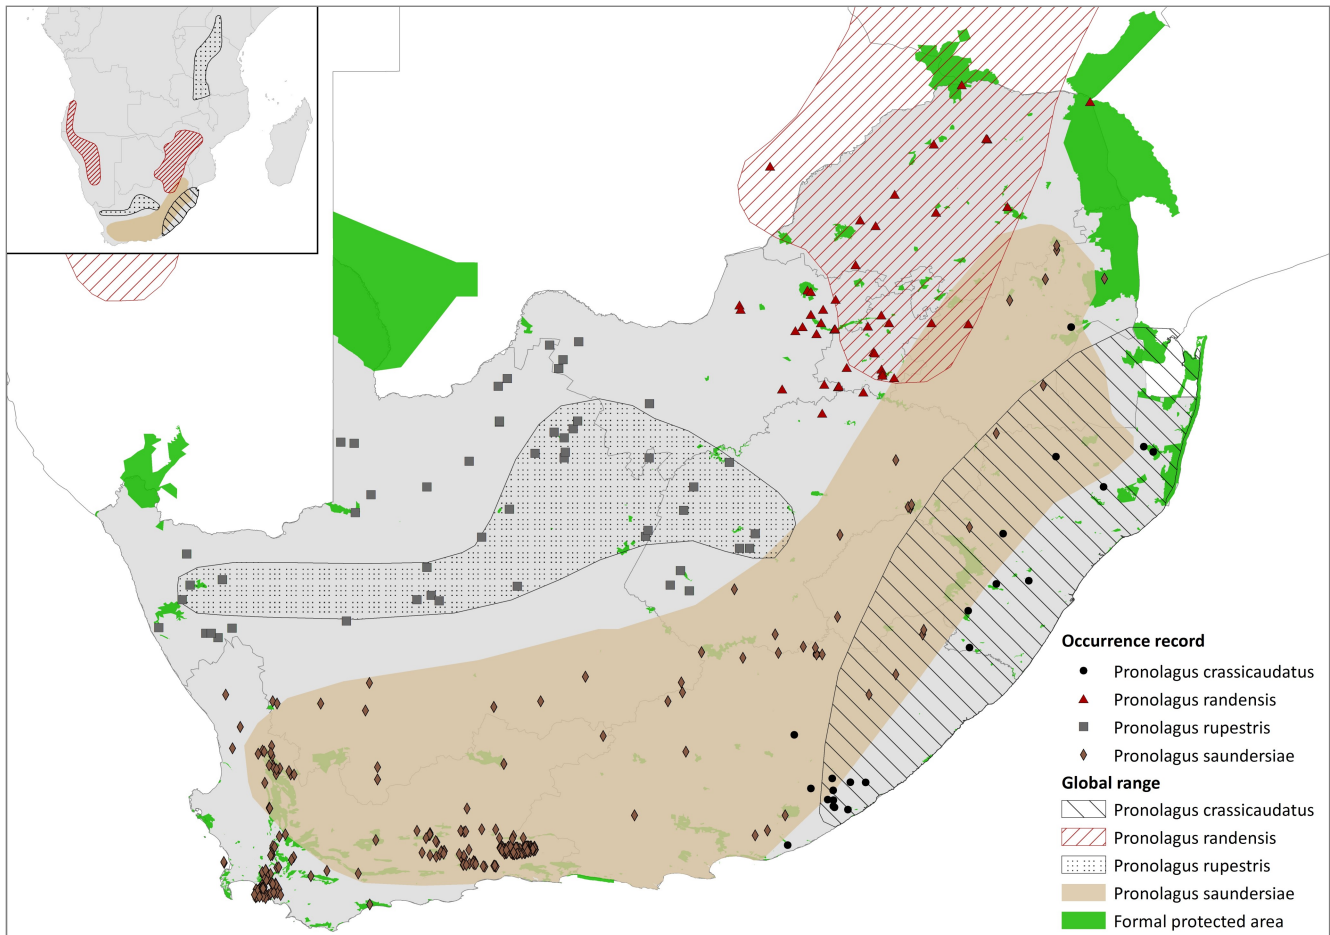 Occurrence record
Pronolagus crassicaudatus
Pronolagus randensis
Pronolagus rupestris
Pronolagus saundersiae
Global range
Pronolagus crassicaudatus
Pronolagus randensis
Pronolagus rupestris
Pronolagus saundersiae
Formal protected area